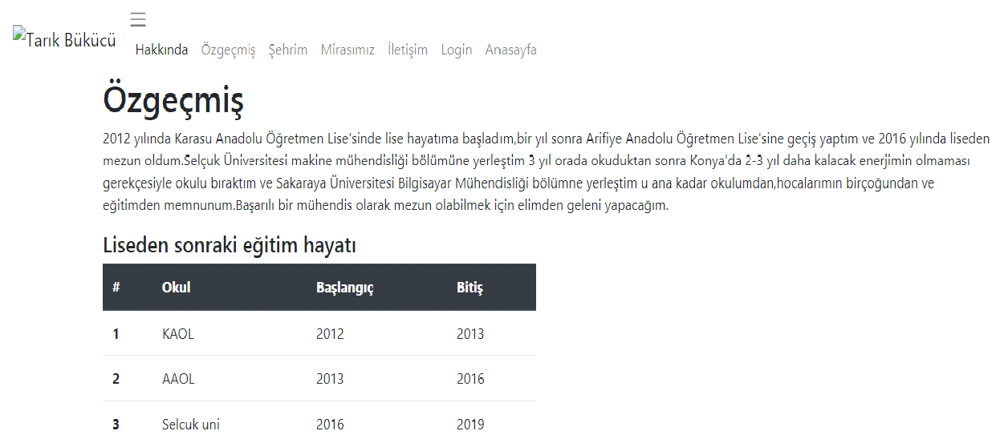 Tarık Bükücü
Hakkında Özgeçmiş Şehrim Mirasımız İletişim Login Anasayfa
Özgeçmiş
2012 yılında Karasu Anadolu Öğretmen Lise'sinde lise hayatıma başladım,bir yıl sonra Arifiye Anadolu Öğretmen Lise'sine geçiş yaptım ve 2016 yılında liseden
mezun oldum.Selçuk Üniversitesi makine mühendisliği bölümüne yerleştim 3 yıl orada okuduktan sonra Konya'da 2-3 yıl daha kalacak enerjimin olmaması
gerekçesiyle okulu bıraktım ve Sakaraya Üniversitesi Bilgisayar Mühendisliği bölümne yerleştim u ana kadar okulumdan,hocalarımın birçoğundan ve
eğitimden memnunum.Başarılı bir mühendis olarak mezun olabilmek için elimden geleni yapacağım.
Liseden sonraki eğitim hayatı
# Okul Başlangıç Bitiş
1 KAOL 2012 2013
2 AAOL 2013 2016
3 Selcuk uni 2016 2019